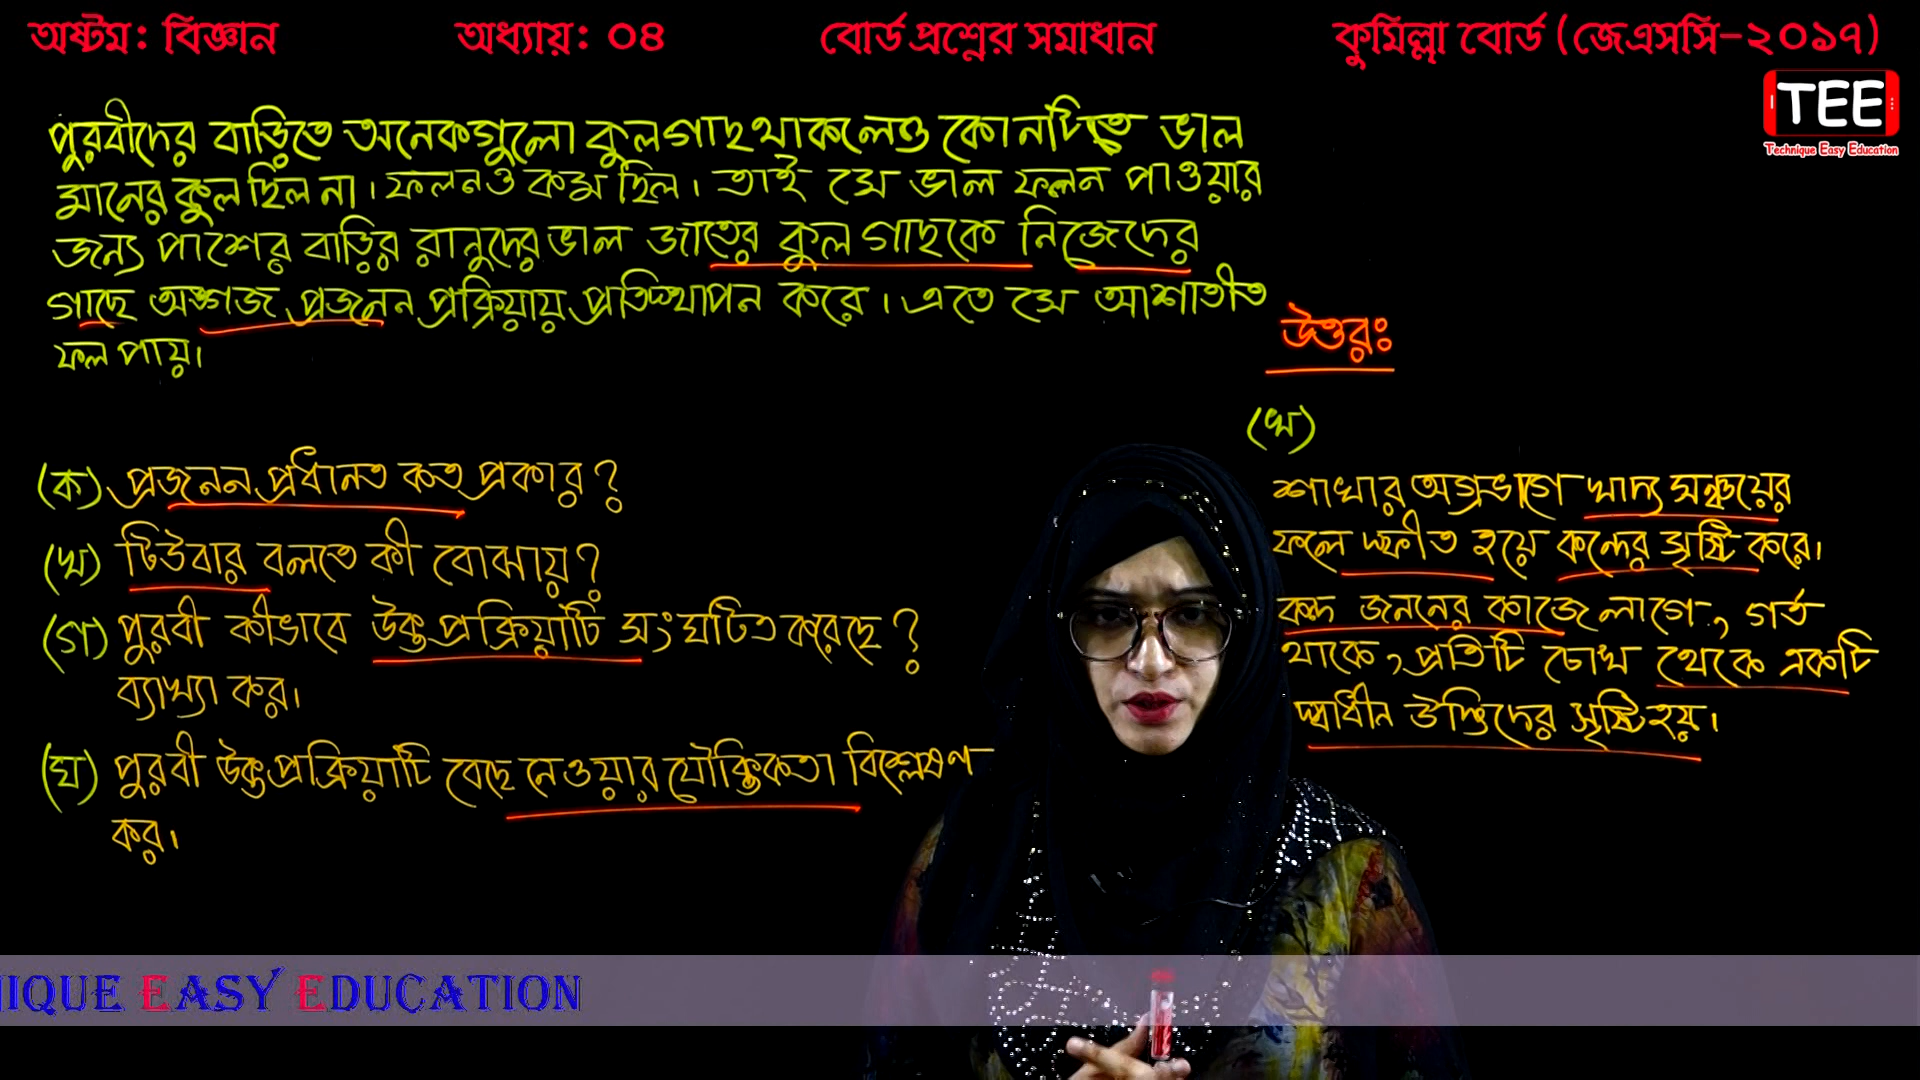 অষ্টম: বিজ্ঞান
অধ্যায়: ০৪
বোর্ড প্রশ্নের সমাধান
কুমিল্লা বোর্ড (জেএসসি-২০১৭)
TEE
Technique Easy Education
পুরবীদের বাড়িতে অনেকগুলো কুলগাছ থাকলেও কোনটিতে ভাল
মানের কুল ছিল না। ফলনও কম ছিল। তাই সে ভাল ফলন পাওয়ার
জন্য পাশের বাড়ির রানুদের ভাল জাতের কুল গাছকে নিজেদের
গাছে অঙ্গজ প্রজনন প্রক্রিয়ায় প্রতিস্থাপন করে। এতে সে আশাতীত
ফল পায়।
(ক) প্রজনন প্রধানত কত প্রকার?
(খ) টিউবার বলতে কী বোঝায়?
(গ) পুরবী কীভাবে উক্ত প্রক্রিয়াটি সংঘটিত করেছে?
ব্যাখ্যা কর।
(ঘ) পুরবী উক্ত প্রক্রিয়াটি বেছে নেওয়ার যৌক্তিকতা বিশ্লেষণ
কর।
উত্তরঃ
(খ)
শাখার অগ্রভাগে খাদ্য সঞ্চয়ের
ফলে স্ফীত হয়ে কন্দের সৃষ্টি করে।
কন্দ জননের কাজে লাগে, গর্ত
থাকে, প্রতিটি চোখ থেকে একটি
স্বাধীন উদ্ভিদের সৃষ্টি হয়।
NIQUE EASY EDUCATION